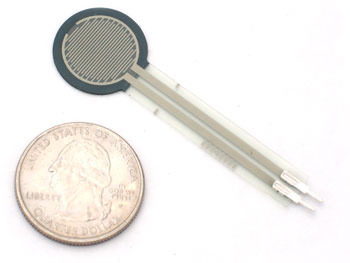 UNITED STATES OF AMERICA
LIBERTY
IN GOD WE TRUST
QUARTER DOLLAR